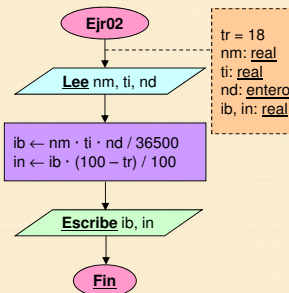 Ejr02
tr = 18
nm: real
ti: real
nd: entero
ib, in: real
Lee nm, ti, nd
ib ← nm · ti · nd / 36500
in ← ib · (100 – tr) / 100
Escribe ib, in
Fin